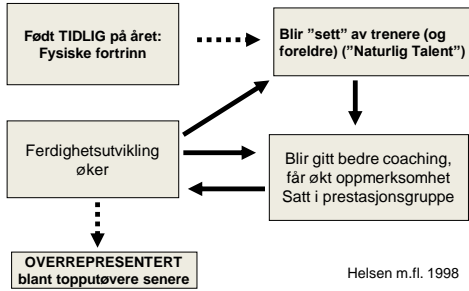 Født TIDLIG på året:
Fysiske fortrinn
Blir ”sett” av trenere (og
foreldre) (”Naturlig Talent”)
Ferdighetsutvikling
øker
Blir gitt bedre coaching,
får økt oppmerksomhet
Satt i prestasjonsgruppe
OVERREPRESENTERT
blant topputøvere senere
Helsen m.fl. 1998